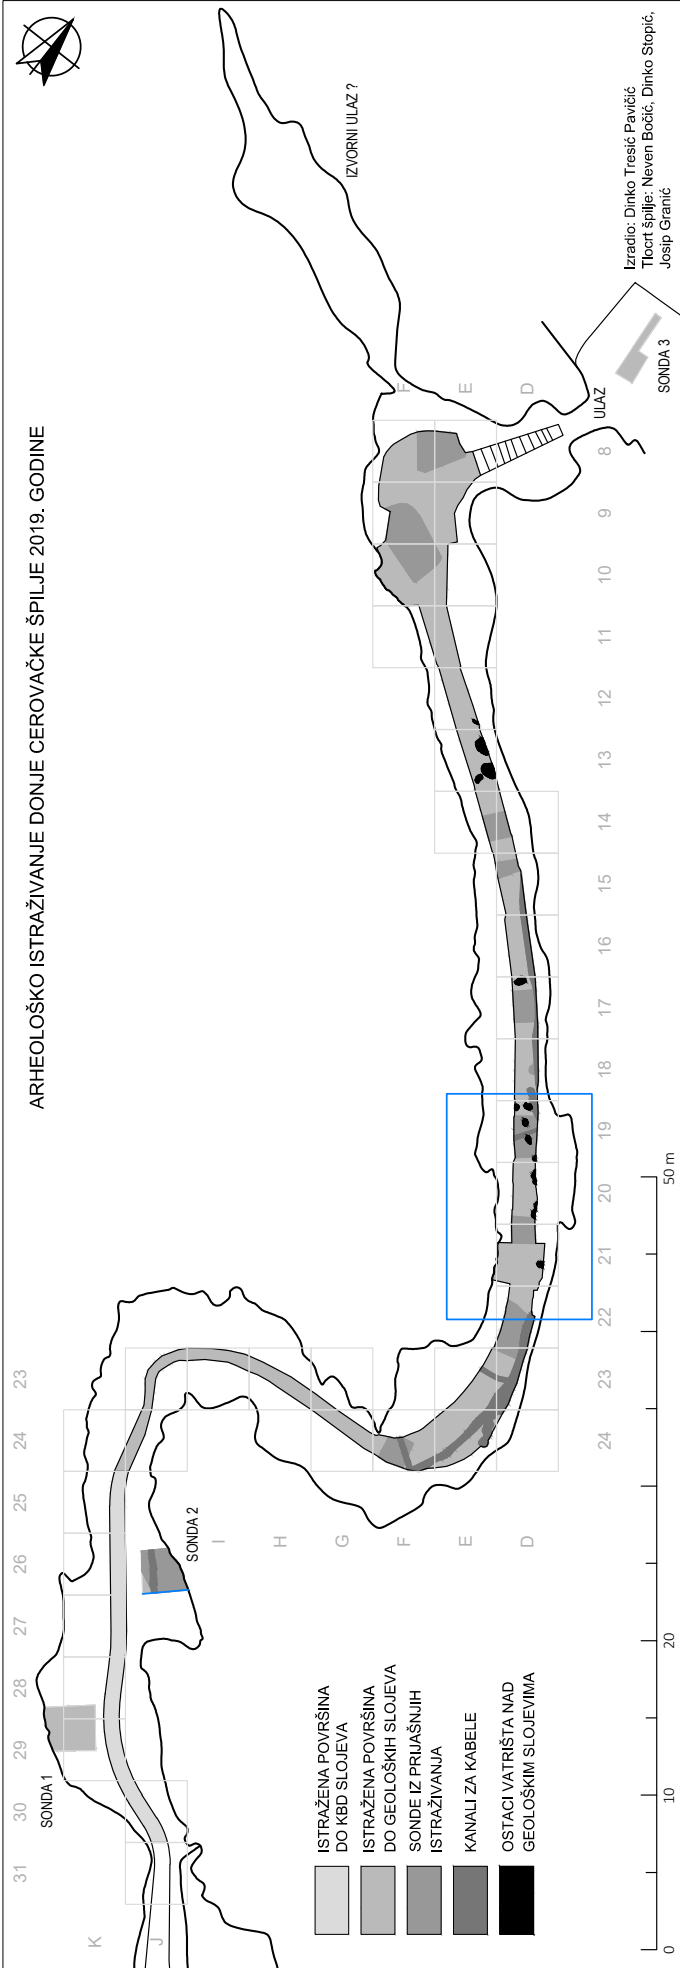 ARHEOLOŠKO ISTRAŽIVANJE DONJE CEROVAČKE ŠPILJE 2019. GODINE
IZVORNI ULAZ ?
Izradio: Dinko Tresić Pavičić
Tlocrt špilje: Neven Bočić, Dinko Stopić,
Josip Granić
SONDA 3
ULAZ
F
E
D
8
9
10
11
12
13
14
15
16
17
18
19
20
21
22
23
24
23
24
25
26
27
28
29
30
31
SONDA 1
SONDA 2
K
J
I
H
G
F
E
D
ISTRAŽENA POVRŠINA
DO KBD SLOJEVA
ISTRAŽENA POVRŠINA
DO GEOLOŠKIH SLOJEVA
SONDE IZ PRIJAŠNJIH
ISTRAŽIVANJA
KANALI ZA KABELE
OSTACI VATRIŠTA NAD
GEOLOŠKIM SLOJEVIMA
0
10
20
50 m